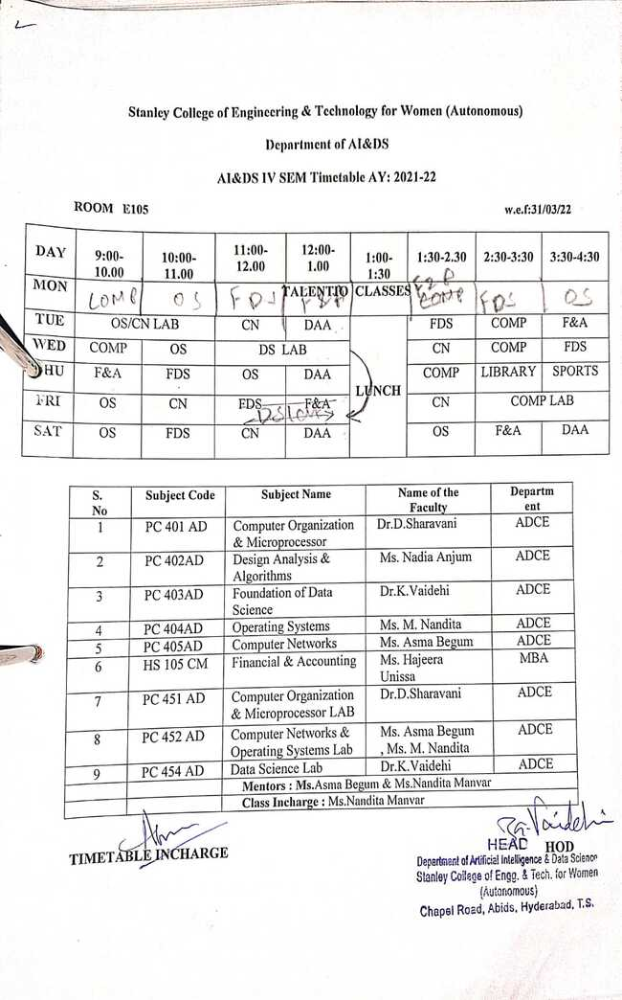 Stanley College of Engineering & Technology for Women (Autonomous)
Department of AI&DS
AI&DS IV SEM Timetable AY: 2021-22
ROOM E105 w.e.f:31/03/22
DAY 9:00-10.00 10:00-11.00 11:00-12.00 12:00-1.00 1:00-1:30 1:30-2.30 2:30-3:30 3:30-4:30
MON TALENTIO CLASSES
COMP OS FDS COMP FDS OS
TUE OS/CN LAB CN DAA FDS COMP F&A
WED COMP OS DS LAB CN COMP FDS
THU F&A FDS OS DAA COMP LIBRARY SPORTS
LUNCH
FRI OS CN FDS F&A CN COMP LAB
SAT OS FDS CN DAA OS F&A DAA
S. No Subject Code Subject Name Name of the Faculty Departm ent
1 PC 401 AD Computer Organization & Microprocessor Dr.D.Sharavani ADCE
2 PC 402AD Design Analysis & Algorithms Ms. Nadia Anjum ADCE
3 PC 403AD Foundation of Data Science Dr.K.Vaidehi ADCE
4 PC 404AD Operating Systems Ms. M. Nandita ADCE
5 PC 405AD Computer Networks Ms. Asma Begum ADCE
6 HS 105 CM Financial & Accounting Ms. Hajeera Unissa MBA
7 PC 451 AD Computer Organization & Microprocessor LAB Dr.D.Sharavani ADCE
8 PC 452 AD Computer Networks & Operating Systems Lab Ms. Asma Begum , Ms. M. Nandita ADCE
9 PC 454 AD Data Science Lab Dr.K.Vaidehi ADCE
Mentors : Ms.Asma Begum & Ms.Nandita Manvar
Class Incharge : Ms.Nandita Manvar
TIMETABLE INCHARGE
Vaidehi
HEAD HOD
Department of Artificial Intelligence & Data Science
Stanley College of Engg. & Tech. for Women
(Autonomous)
Chapel Road, Abids, Hyderabad, T.S.